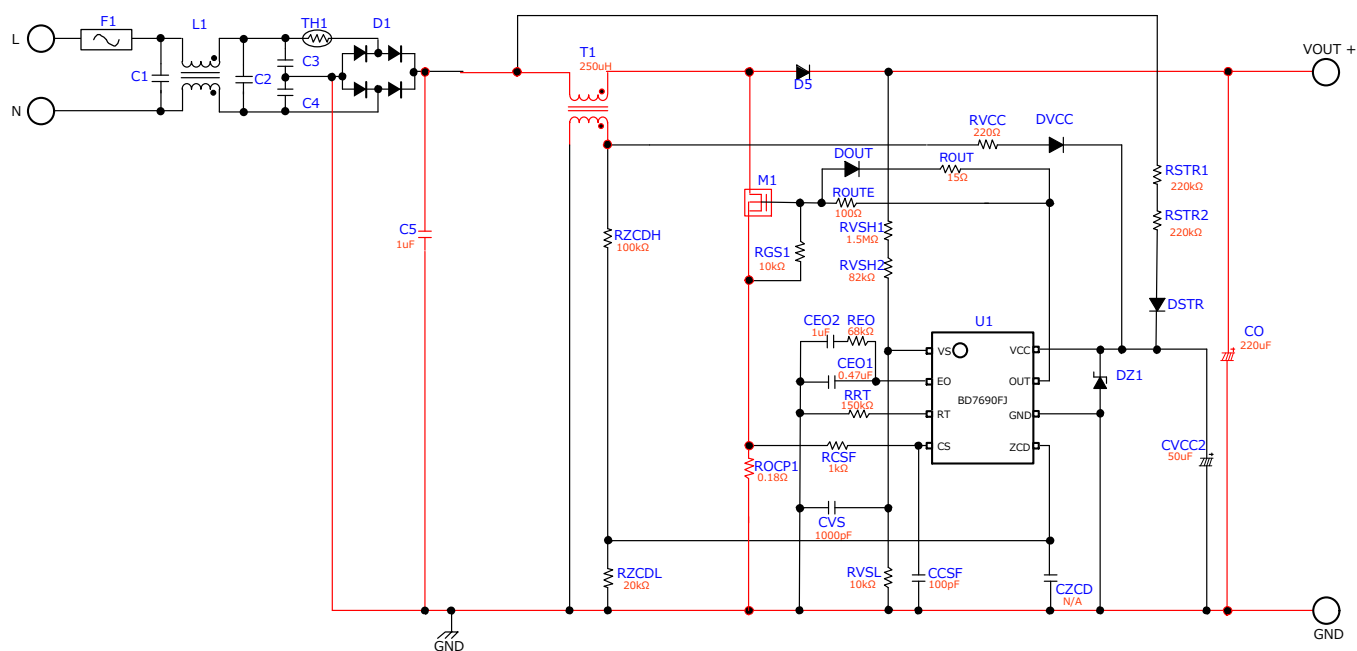 F1
L1
TH1
D1
L
C3
T1
250uH
VOUT +
C1
C2
D5
C4
N
RVCC
220Ω
DVCC
DOUT
ROUT
15Ω
RSTR1
220kΩ
M1
ROUTE
100Ω
RSTR2
220kΩ
C5
1uF
RZCDH
100kΩ
RVSH1
1.5MΩ
RGS1
10kΩ
RVSH2
82kΩ
DSTR
CEO2
1uF
REO
68kΩ
U1
CO
220uF
VS
VCC
CEO1
0.47uF
DZ1
EO
OUT
RRT
150kΩ
BD7690FJ
RT
GND
CS
ZCD
CVCC2
50uF
RCSF
1kΩ
ROCP1
0.18Ω
CVS
1000pF
RZCDL
20kΩ
RVSL
10kΩ
CCSF
100pF
CZCD
N/A
GND
GND